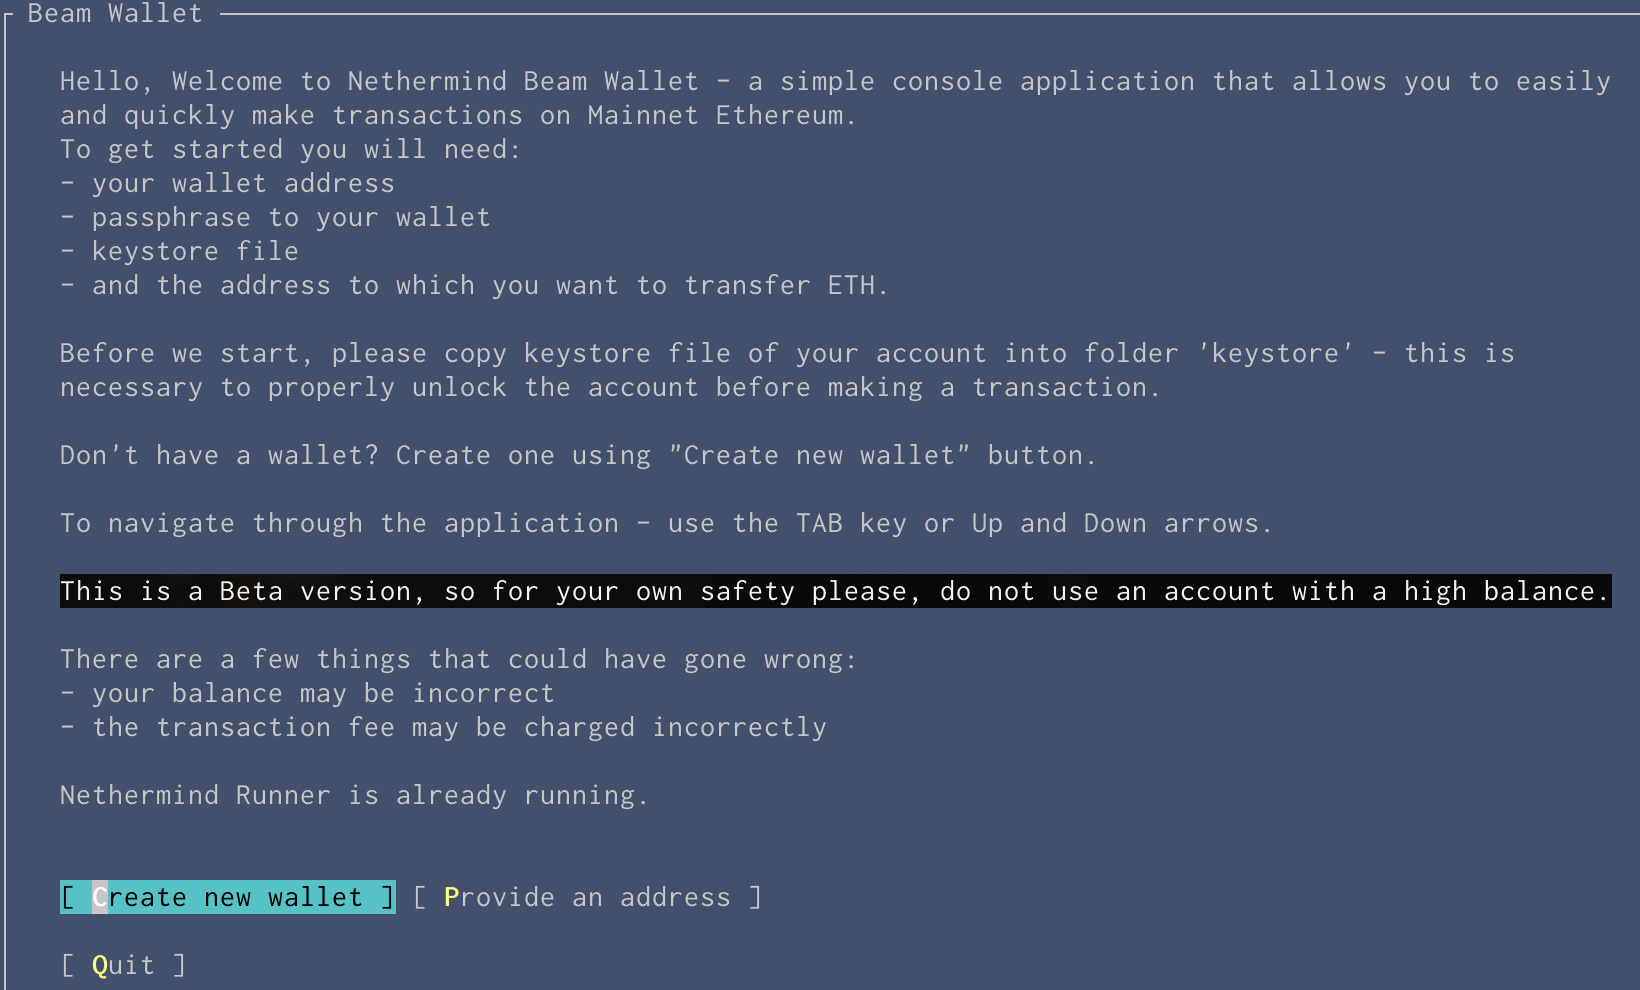 Beam Wallet
Hello, Welcome to Nethermind Beam Wallet - a simple console application that allows you to easily
and quickly make transactions on Mainnet Ethereum.
To get started you will need:
- your wallet address
- passphrase to your wallet
- keystore file
- and the address to which you want to transfer ETH.
Before we start, please copy keystore file of your account into folder 'keystore' - this is
necessary to properly unlock the account before making a transaction.
Don't have a wallet? Create one using "Create new wallet" button.
To navigate through the application - use the TAB key or Up and Down arrows.
This is a Beta version, so for your own safety please, do not use an account with a high balance.
There are a few things that could have gone wrong:
- your balance may be incorrect
- the transaction fee may be charged incorrectly
Nethermind Runner is already running.
[ Create new wallet ] [ Provide an address ]
[ Quit ]